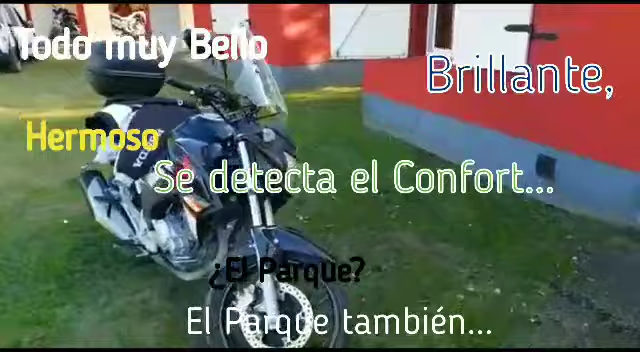 Todo muy Bello
Brillante,
Hermoso
Se detecta el Confort...
¿El Parque?
El Parque también...